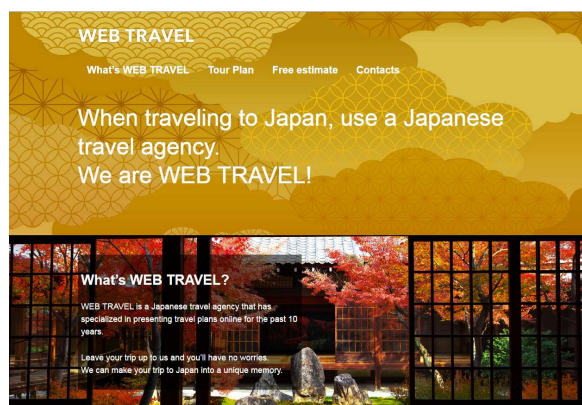 WEB TRAVEL
What's WEB TRAVEL Tour Plan Free estimate Contacts
When traveling to Japan, use a Japanese
travel agency.
We are WEB TRAVEL!
What's WEB TRAVEL?
WEB TRAVEL is a Japanese travel agency that has
specialized in presenting travel plans online for the past 10
years.
Leave your trip up to us and you'll have no worries.
We can make your trip to Japan into a unique memory.